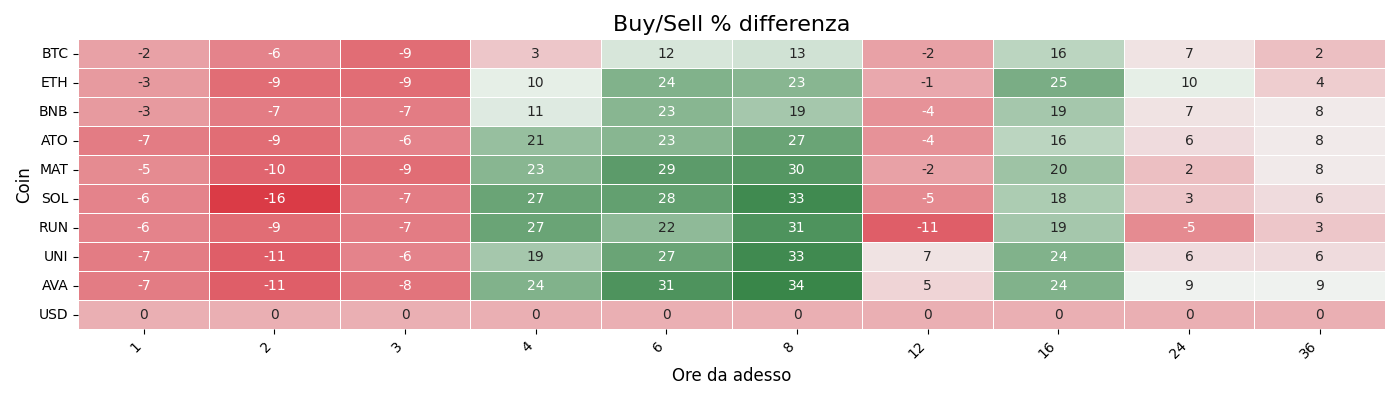 Buy/Sell % differenza
Coin
BTC -2 -6 -9 3 12 13 -2 16 7 2
ETH -3 -9 -9 10 24 23 -1 25 10 4
BNB -3 -7 -7 11 23 19 -4 19 7 8
ATO -7 -9 -6 21 23 27 -4 16 6 8
MAT -5 -10 -9 23 29 30 -2 20 2 8
SOL -6 -16 -7 27 28 33 -5 18 3 6
RUN -6 -9 -7 27 22 31 -11 19 -5 3
UNI -7 -11 -6 19 27 33 7 24 6 6
AVA -7 -11 -8 24 31 34 5 24 9 9
USD 0 0 0 0 0 0 0 0 0 0
1 2 3 4 6 8 12 16 24 36
Ore da adesso